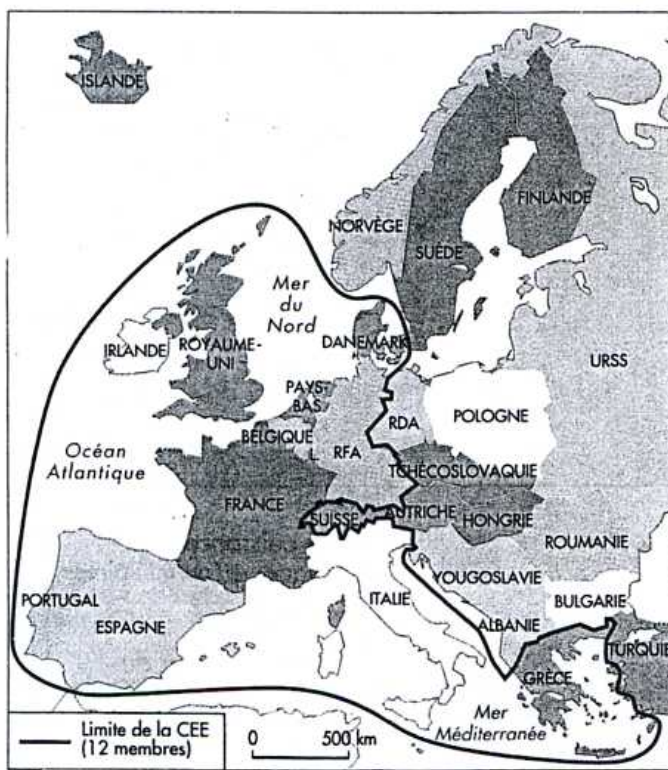 ISLANDE
NORVÈGE
SUÈDE
FINLANDE
Mer
du
Nord
IRLANDE
ROYAUME-
UNI
DANEMARK
URSS
PAYS-
BAS
RDA
POLOGNE
BELGIQUE
L.
RFA
Océan
Atlantique
TCHÉCOSLOVAQUIE
FRANCE
SUISSE
AUTRICHE
HONGRIE
ROUMANIE
YOUGOSLAVIE
PORTUGAL
ITALIE
BULGARIE
ESPAGNE
ALBANIE
TURQUIE
GRÈCE
Mer
Méditerranée
Limite de la CEE
(12 membres)
0 500 km